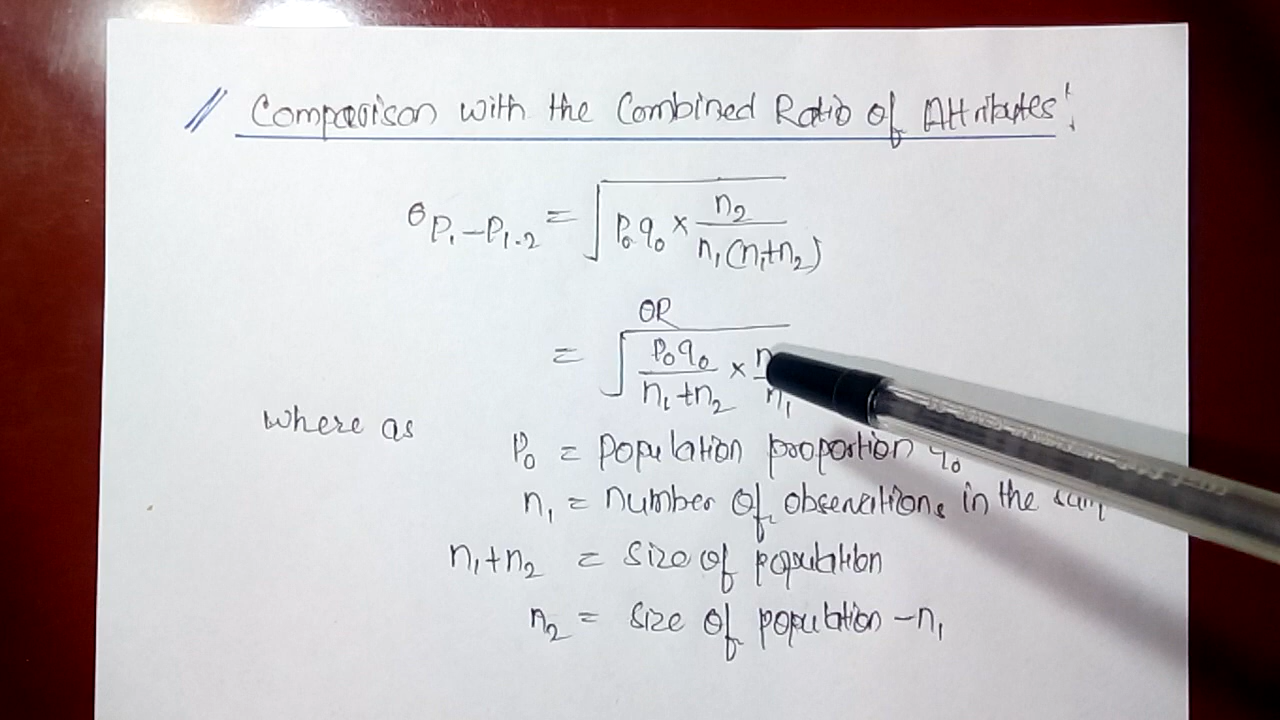 // Comparison with the Combined Ratio of Attributes:
σP₁-P₁.₂ = √(P₀q₀ × n₂/(n₁(n₁+n₂)))
OR
= √(P₀q₀/(n₁+n₂) × n/n₁)
where as
P₀ = population proportion q₀
n₁ = number of observations in the
n₁+n₂ = Size of population
n₂ = Size of population - n₁